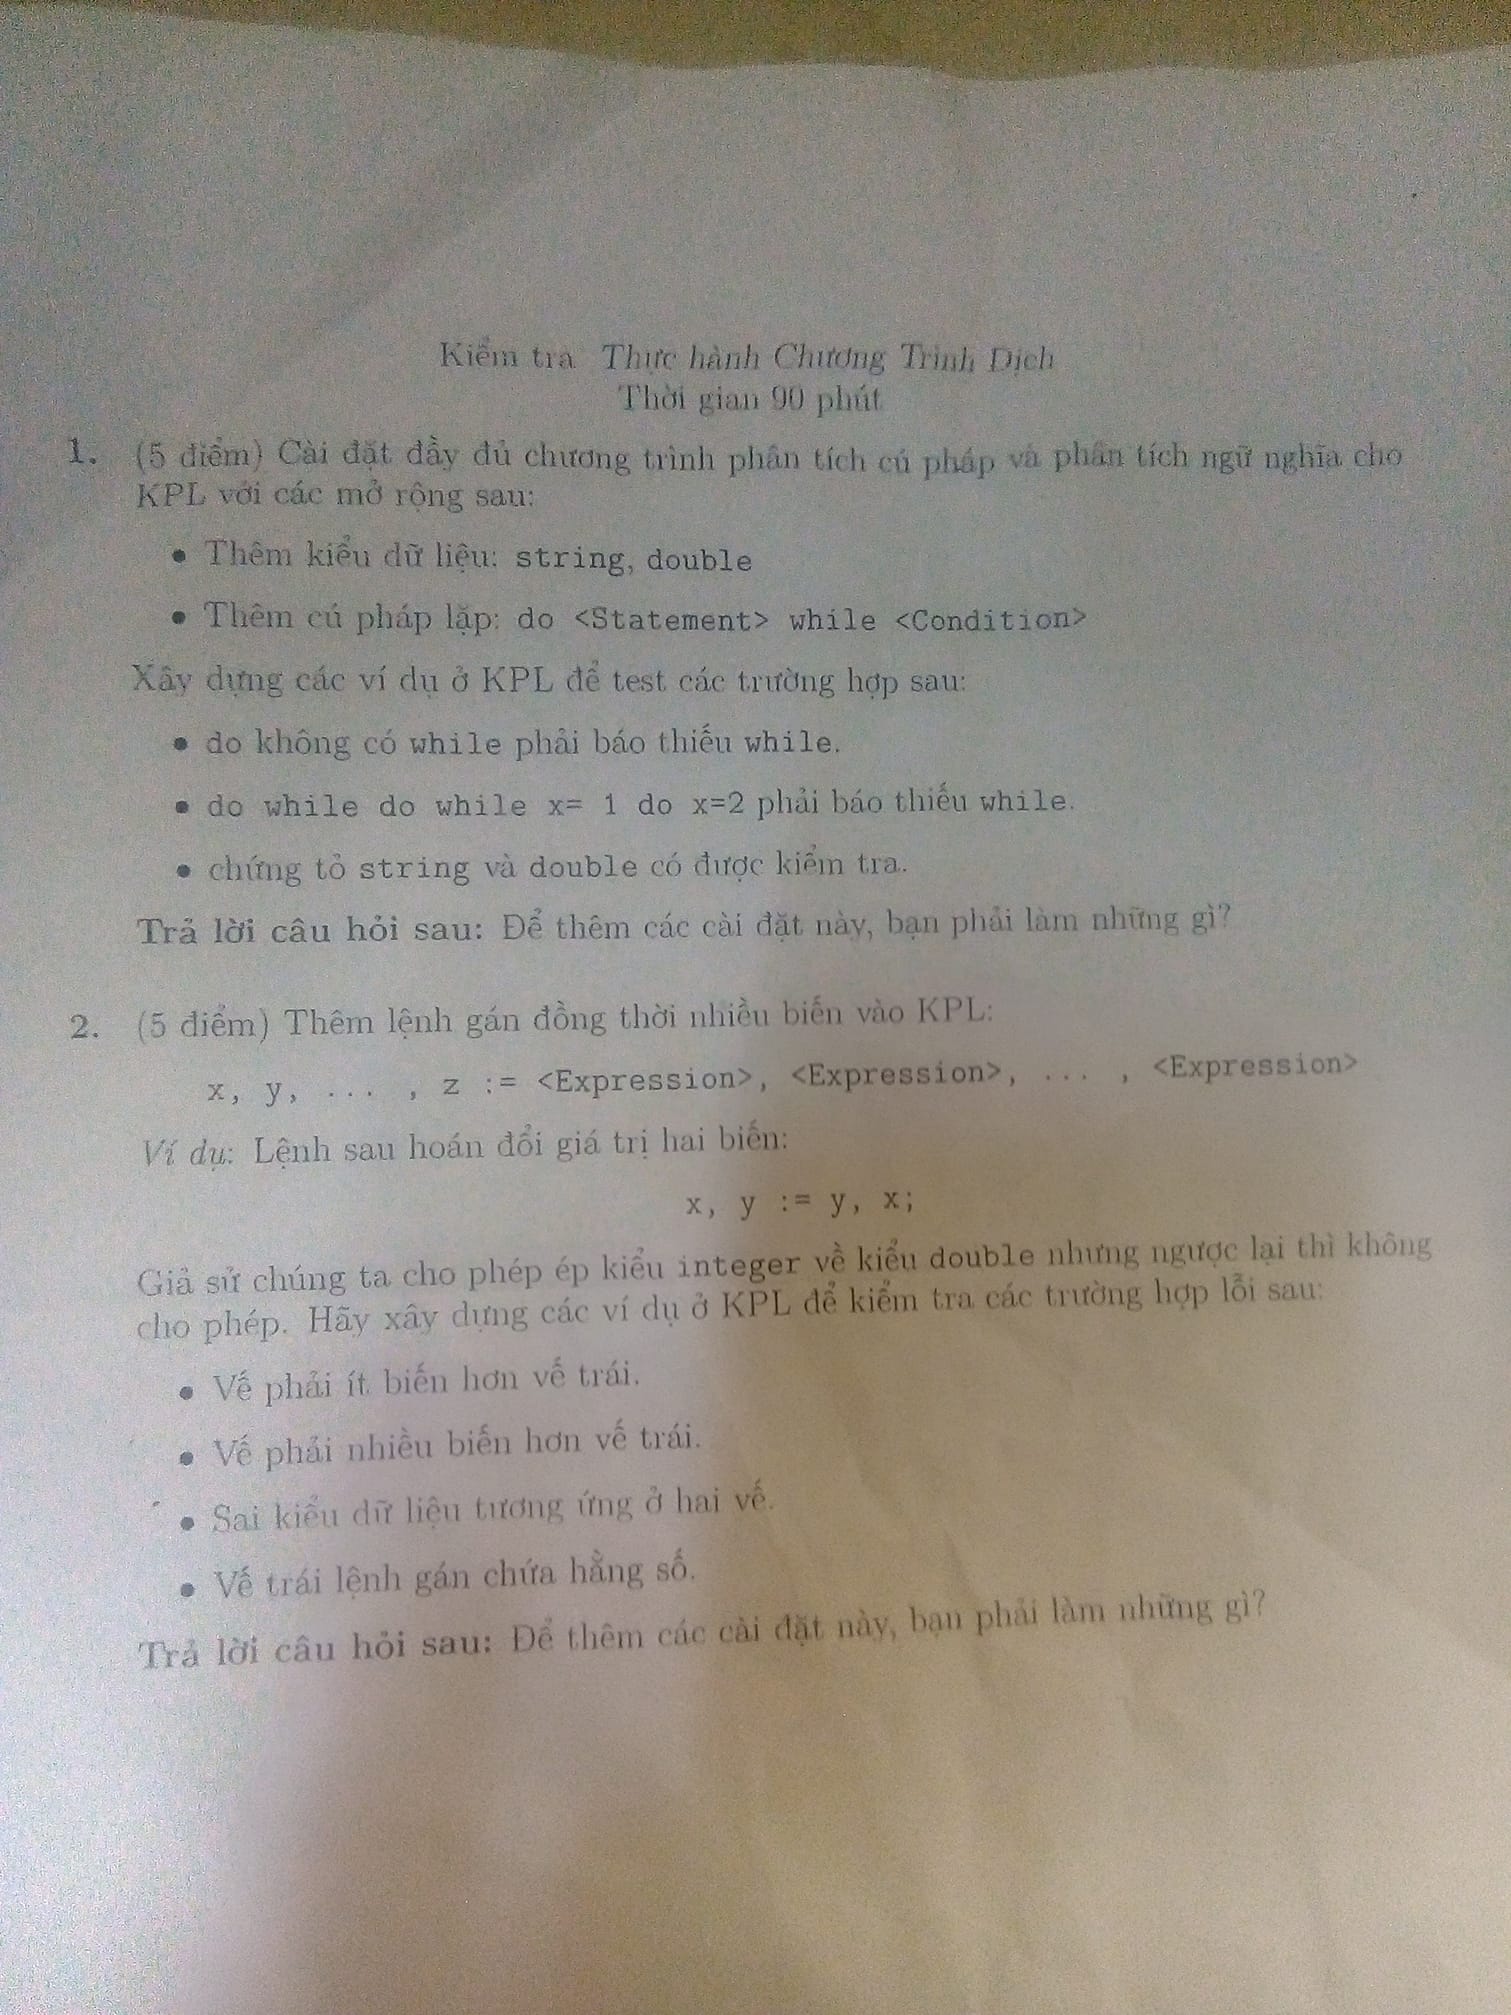 Kiểm tra Thực hành Chương Trình Dịch
Thời gian 90 phút
1. (5 điểm) Cài đặt đầy đủ chương trình phân tích cú pháp và phân tích ngữ nghĩa cho
KPL với các mở rộng sau:
• Thêm kiểu dữ liệu: string, double
• Thêm cú pháp lặp: do <Statement> while <Condition>
Xây dựng các ví dụ ở KPL để test các trường hợp sau:
• do không có while phải báo thiếu while.
• do while do while x= 1 do x=2 phải báo thiếu while.
• chứng tỏ string và double có được kiểm tra.
Trả lời câu hỏi sau: Để thêm các cài đặt này, bạn phải làm những gì?
2. (5 điểm) Thêm lệnh gán đồng thời nhiều biến vào KPL:
x, y, ... , z := <Expression>, <Expression>, ... , <Expression>
Ví dụ: Lệnh sau hoán đổi giá trị hai biến:
x, y := y, x;
Giả sử chúng ta cho phép ép kiểu integer về kiểu double nhưng ngược lại thì không
cho phép. Hãy xây dựng các ví dụ ở KPL để kiểm tra các trường hợp lỗi sau:
• Vế phải ít biến hơn vế trái.
• Vế phải nhiều biến hơn vế trái.
• Sai kiểu dữ liệu tương ứng ở hai vế.
• Vế trái lệnh gán chứa hằng số.
Trả lời câu hỏi sau: Để thêm các cài đặt này, bạn phải làm những gì?